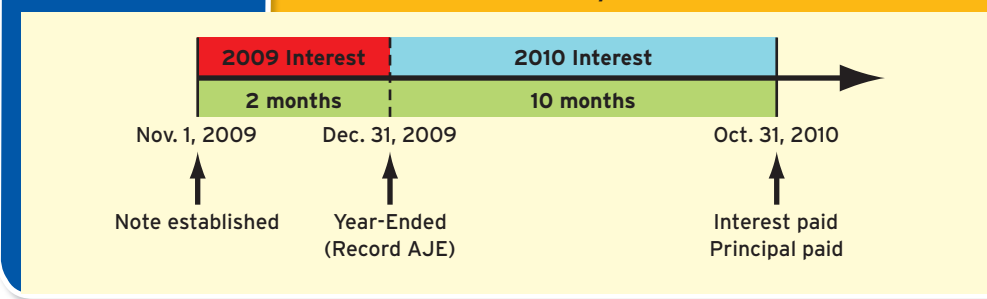 2009 Interest 2010 Interest
2 months 10 months
Nov. 1, 2009 Dec. 31, 2009 Oct. 31, 2010
Note established Year-Ended Interest paid
(Record AJE) Principal paid